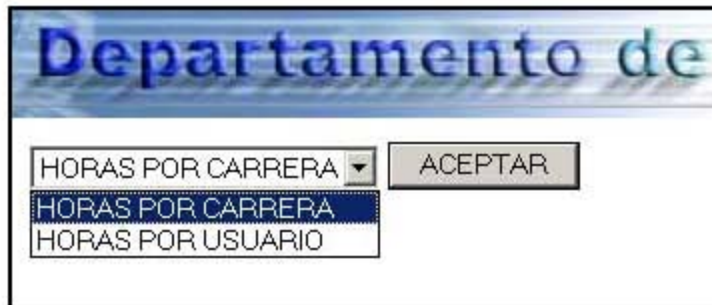 Departamento de
HORAS POR CARRERA ACEPTAR
HORAS POR CARRERA
HORAS POR USUARIO